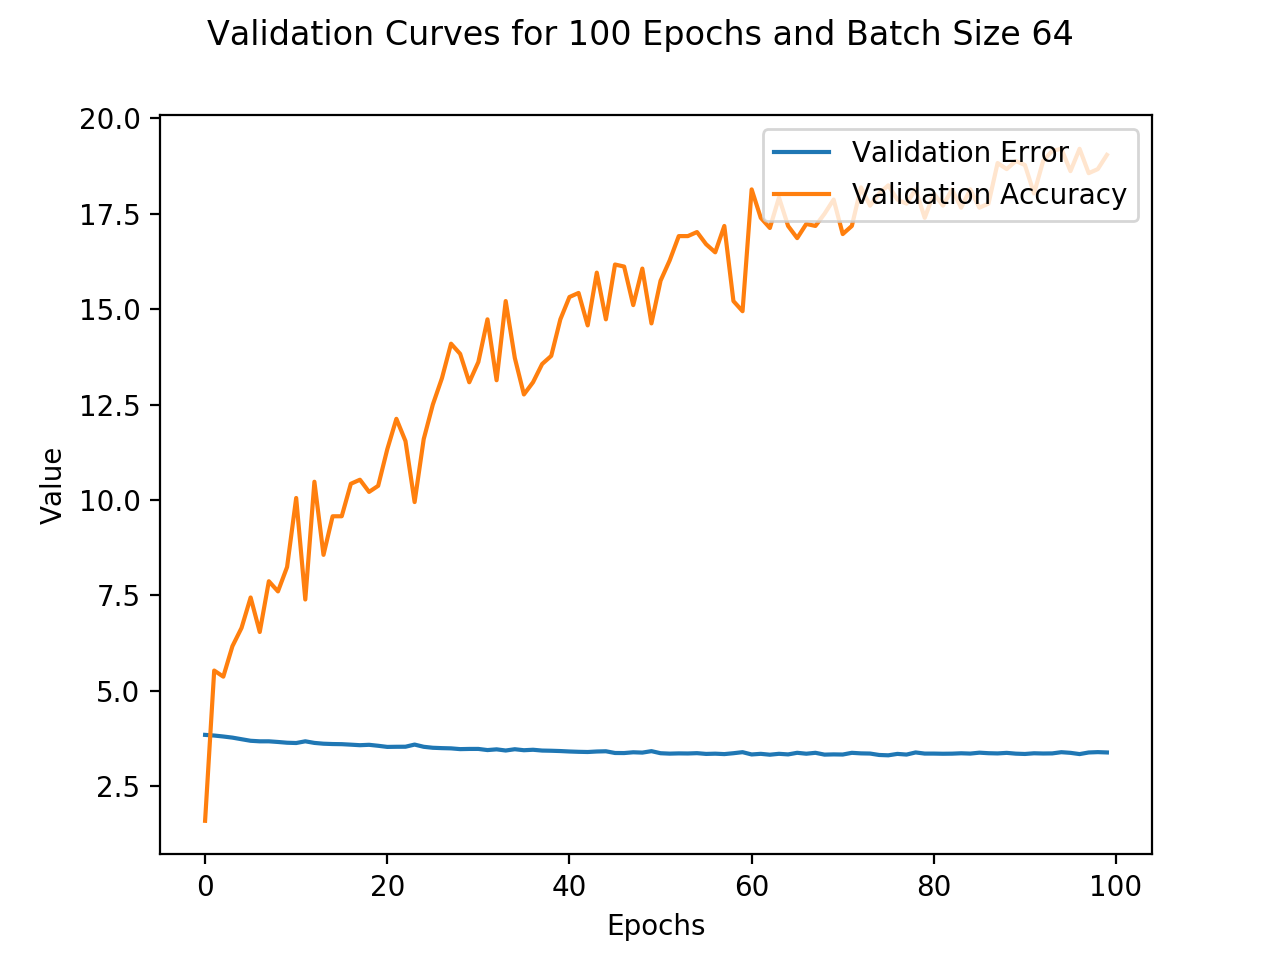 Validation Curves for 100 Epochs and Batch Size 64
Validation Error
Validation Accuracy
20.0
17.5
15.0
12.5
10.0
7.5
5.0
2.5
Value
0 20 40 60 80 100
Epochs